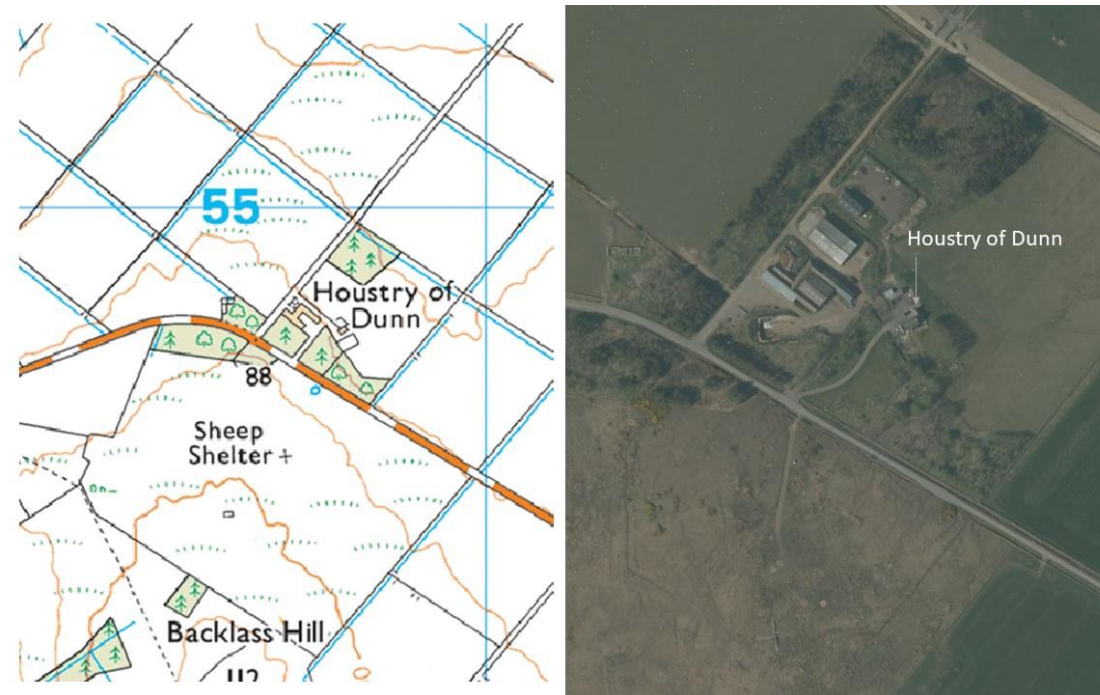 55
Houstry of
Dunn
88
Sheep
Shelter
Backlass Hill
112
Houstry of Dunn